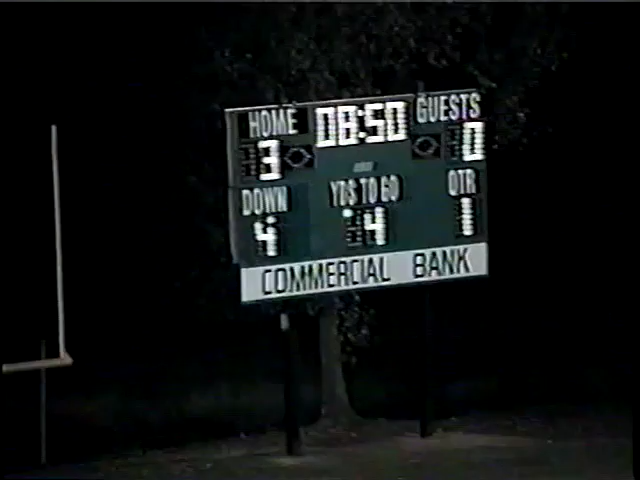 HOME 08:50 GUESTS
3 0
DOWN YDS TO GO QTR
4 4 1
COMMERCIAL BANK